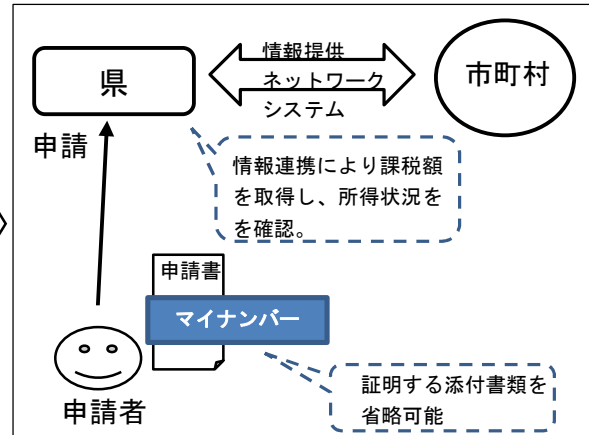 県
情報提供
ネットワーク
システム
市町村
申請
情報連携により課税額
を取得し、所得状況を
を確認。
申請書
マイナンバー
申請者
証明する添付書類を
省略可能